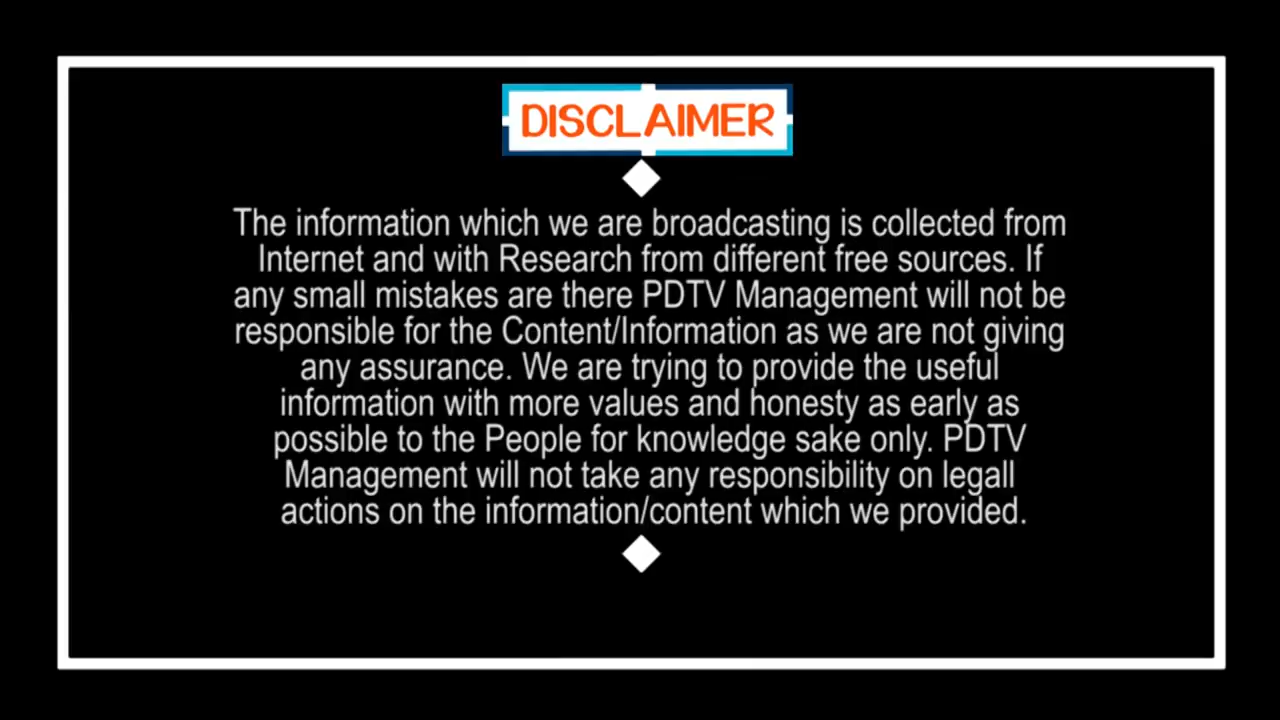 DISCLAIMER
The information which we are broadcasting is collected from
Internet and with Research from different free sources. If
any small mistakes are there PDTV Management will not be
responsible for the Content/Information as we are not giving
any assurance. We are trying to provide the useful
information with more values and honesty as early as
possible to the People for knowledge sake only. PDTV
Management will not take any responsibility on legall
actions on the information/content which we provided.